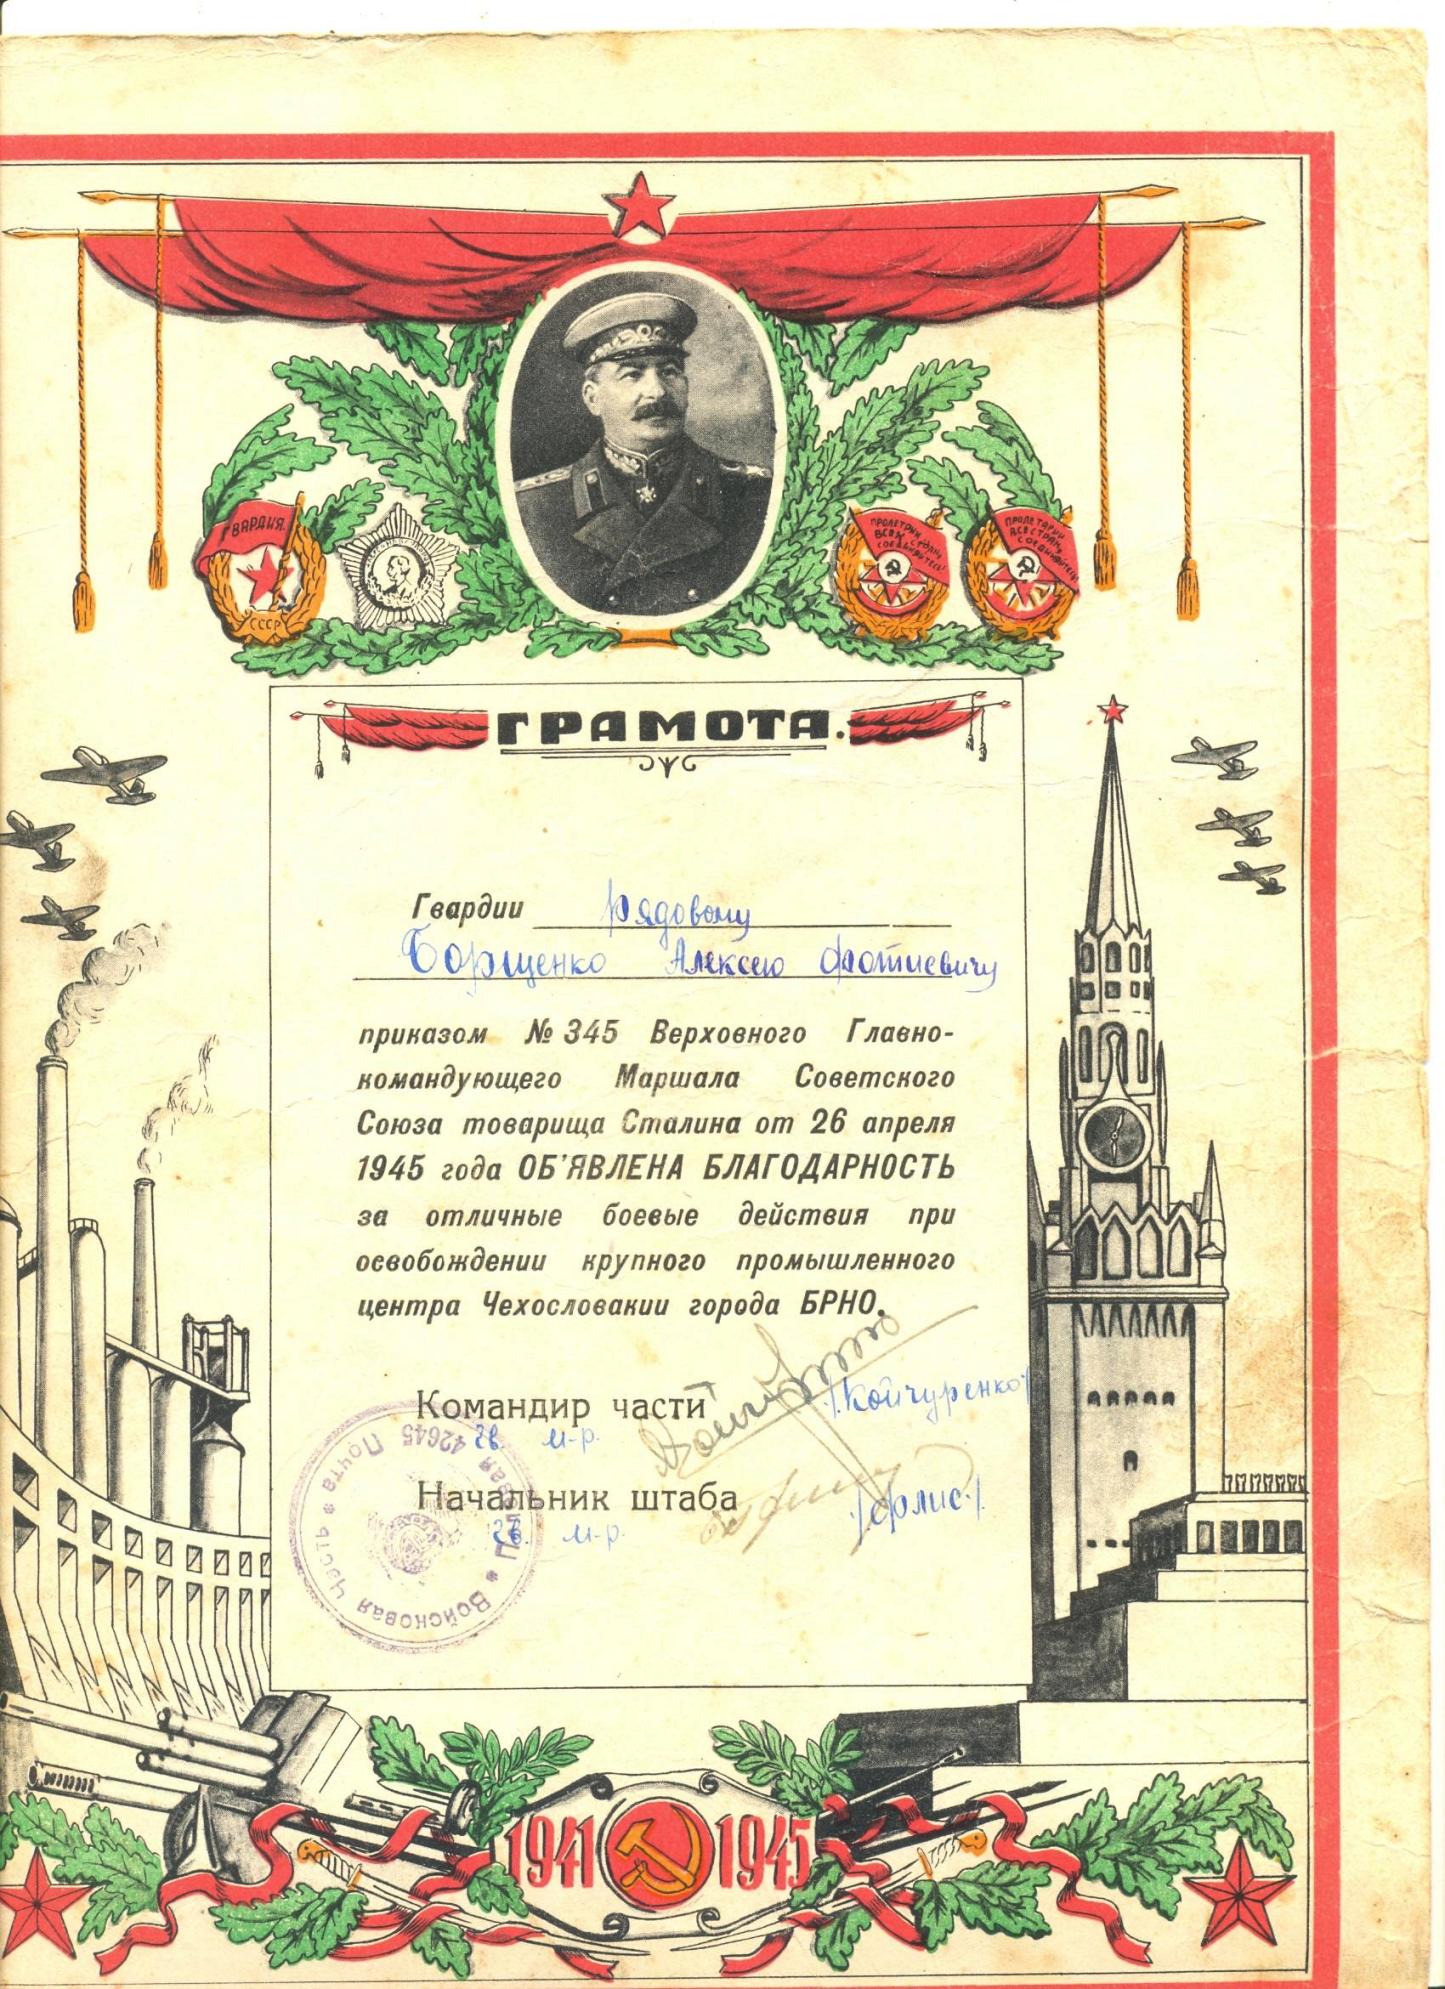 ГВАРДИЯ.
СССР
ПРОЛЕТАРИИ
ВСЕХ СТРАН,
СОЕДИНЯЙТЕСЬ!
ПРОЛЕТАРИИ
ВСЕХ СТРАН,
СОЕДИНЯЙТЕСЬ!
ГРАМОТА.
Гвардии Рядовому
Борщенко Алексею Фотиевичу
приказом № 345 Верховного Главно-
командующего Маршала Советского
Союза товарища Сталина от 26 апреля
1945 года ОБ'ЯВЛЕНА БЛАГОДАРНОСТЬ
за отличные боевые действия при
освобождении крупного промышленного
центра Чехословакии города БРНО.
Командир части /Койчуренко/
гв. м-р.
Начальник штаба /Фолис/
гв. м-р.
* Войсковая Часть * Почта 42645 Полевая
1941 1945